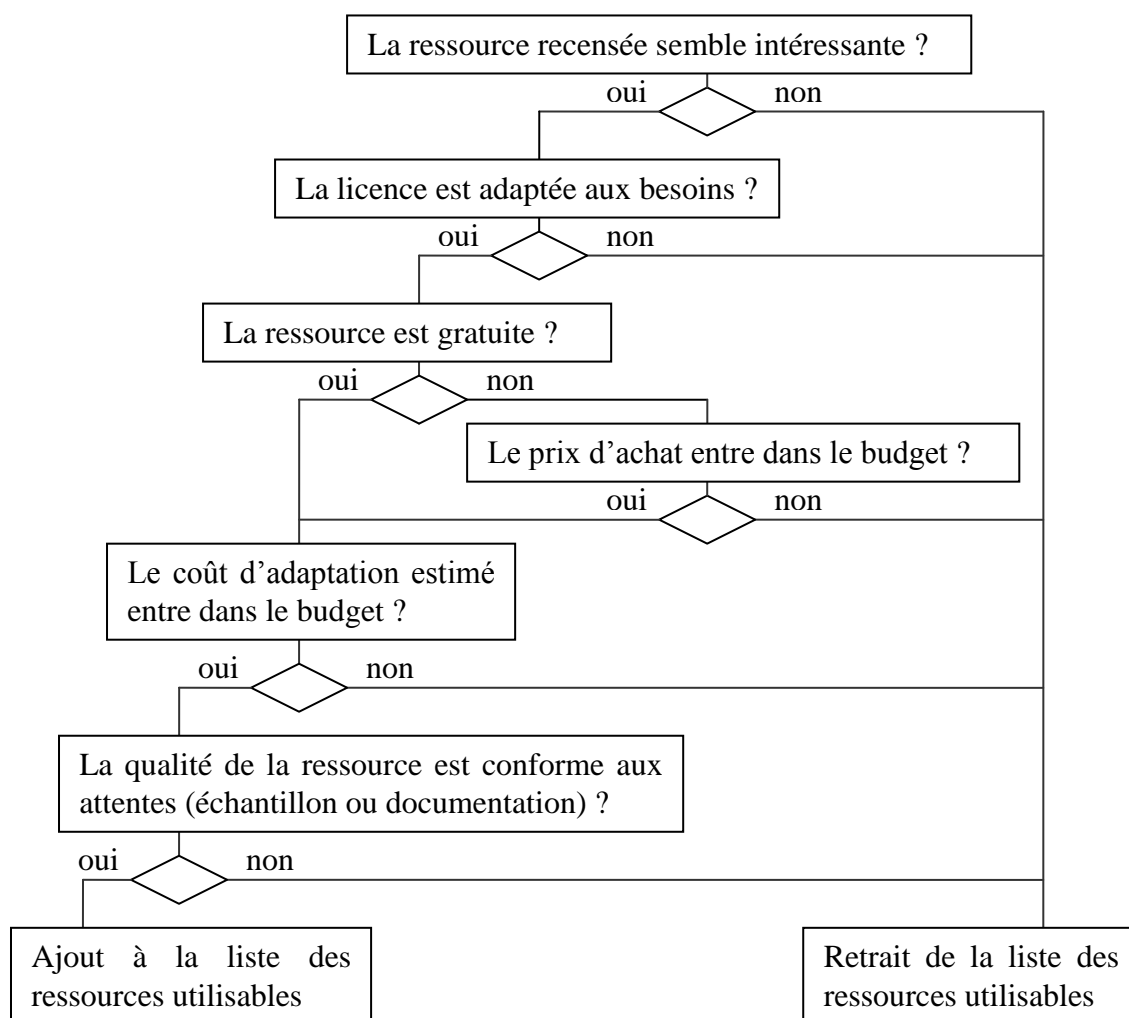 La ressource recensée semble intéressante ?
oui non
La licence est adaptée aux besoins ?
oui non
La ressource est gratuite ?
oui non
Le prix d’achat entre dans le budget ?
oui non
Le coût d’adaptation estimé
entre dans le budget ?
oui non
La qualité de la ressource est conforme aux
attentes (échantillon ou documentation) ?
oui non
Ajout à la liste des
ressources utilisables
Retrait de la liste des
ressources utilisables